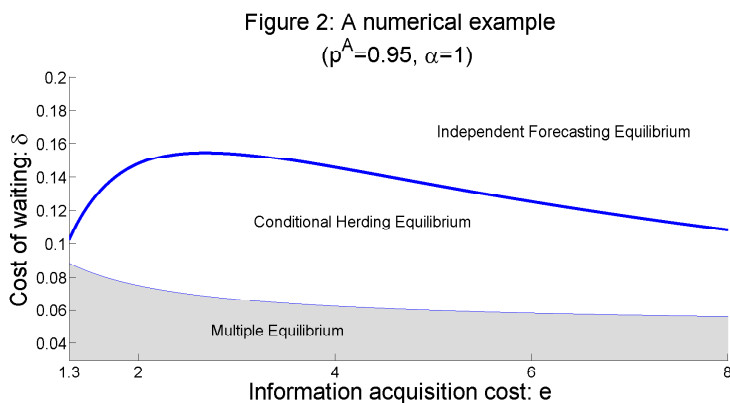 Figure 2: A numerical example
(p^A=0.95, α=1)
0.2
0.18
0.16
0.14
0.12
0.1
0.08
0.06
0.04
Cost of waiting: δ
Independent Forecasting Equilibrium
Conditional Herding Equilibrium
Multiple Equilibrium
1.3 2 4 6 8
Information acquisition cost: e